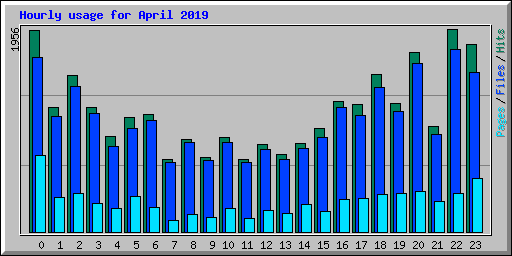 Hourly usage for April 2019
1956
Pages / Files / Hits
0 1 2 3 4 5 6 7 8 9 10 11 12 13 14 15 16 17 18 19 20 21 22 23